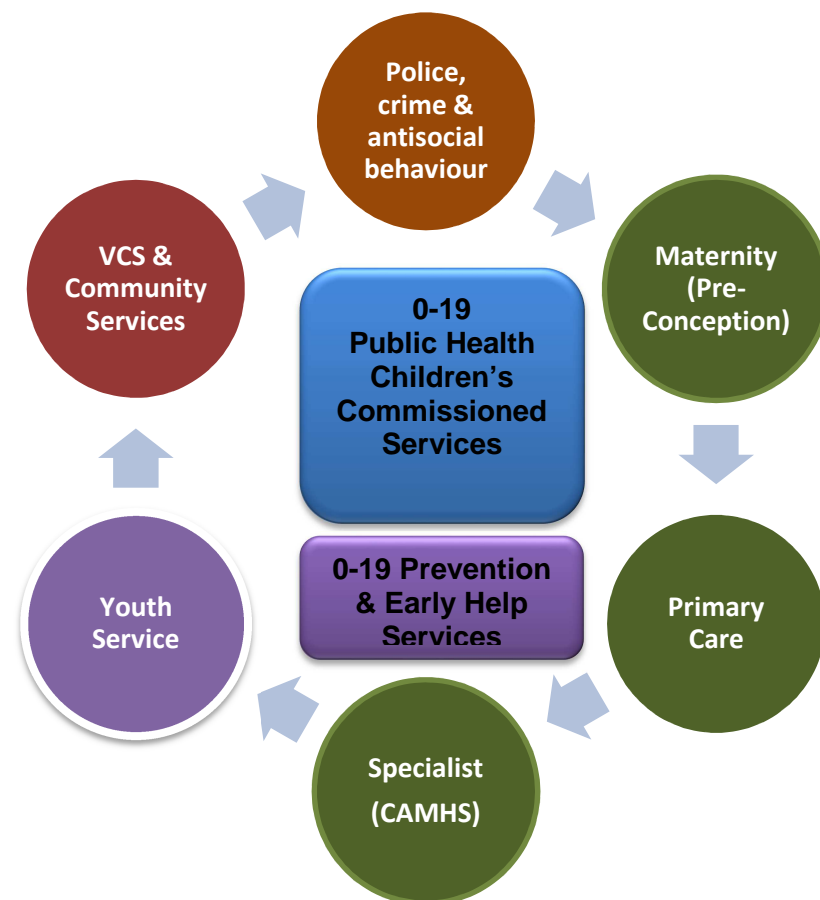 Police,
crime &
antisocial
behaviour
VCS &
Community
Services
Maternity
(Pre-
Conception)
0-19
Public Health
Children’s
Commissioned
Services
0-19 Prevention
& Early Help
Services
Youth
Service
Primary
Care
Specialist
(CAMHS)